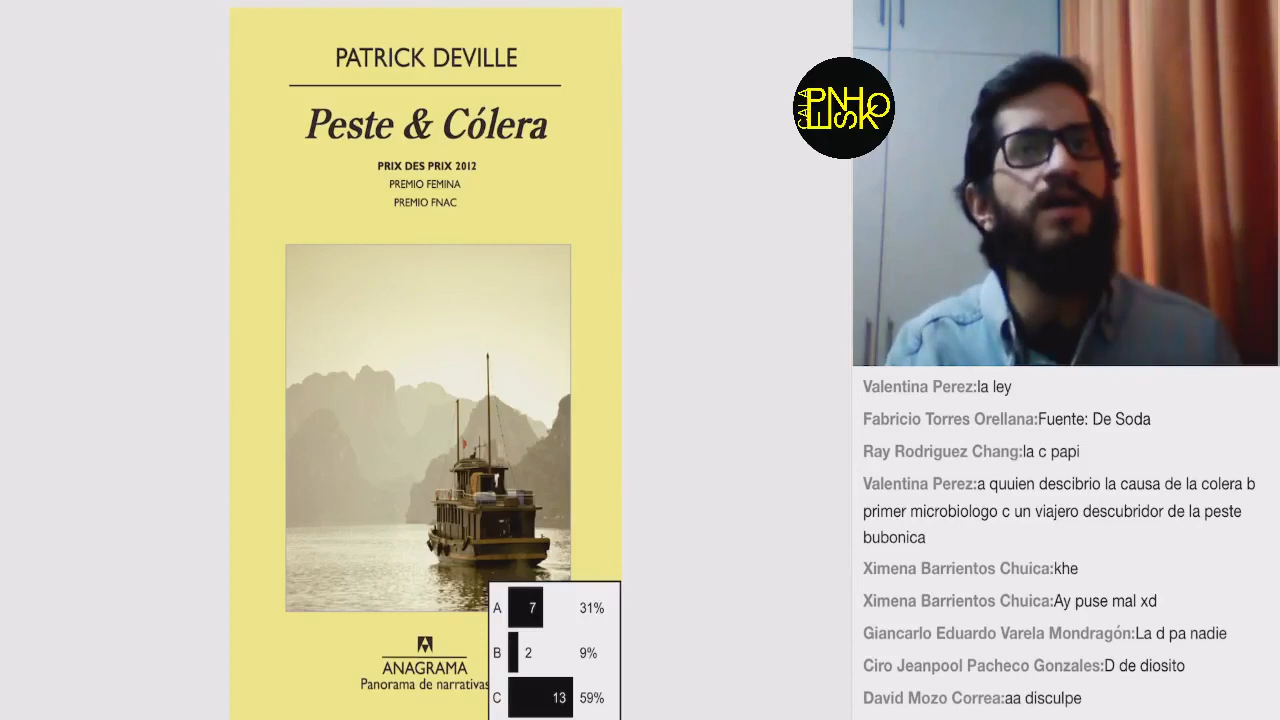 PATRICK DEVILLE
Peste & Cólera
PRIX DES PRIX 2012
PREMIO FEMINA
PREMIO FNAC
ANAGRAMA
Panorama de narrativas
A 7 31%
B 2 9%
C 13 59%
Valentina Perez:la ley
Fabricio Torres Orellana:Fuente: De Soda
Ray Rodriguez Chang:la c papi
Valentina Perez:a quuien descibrio la causa de la colera b
primer microbiologo c un viajero descubridor de la peste
bubonica
Ximena Barrientos Chuica:khe
Ximena Barrientos Chuica:Ay puse mal xd
Giancarlo Eduardo Varela Mondragón:La d pa nadie
Ciro Jeanpool Pacheco Gonzales:D de diosito
David Mozo Correa:aa disculpe